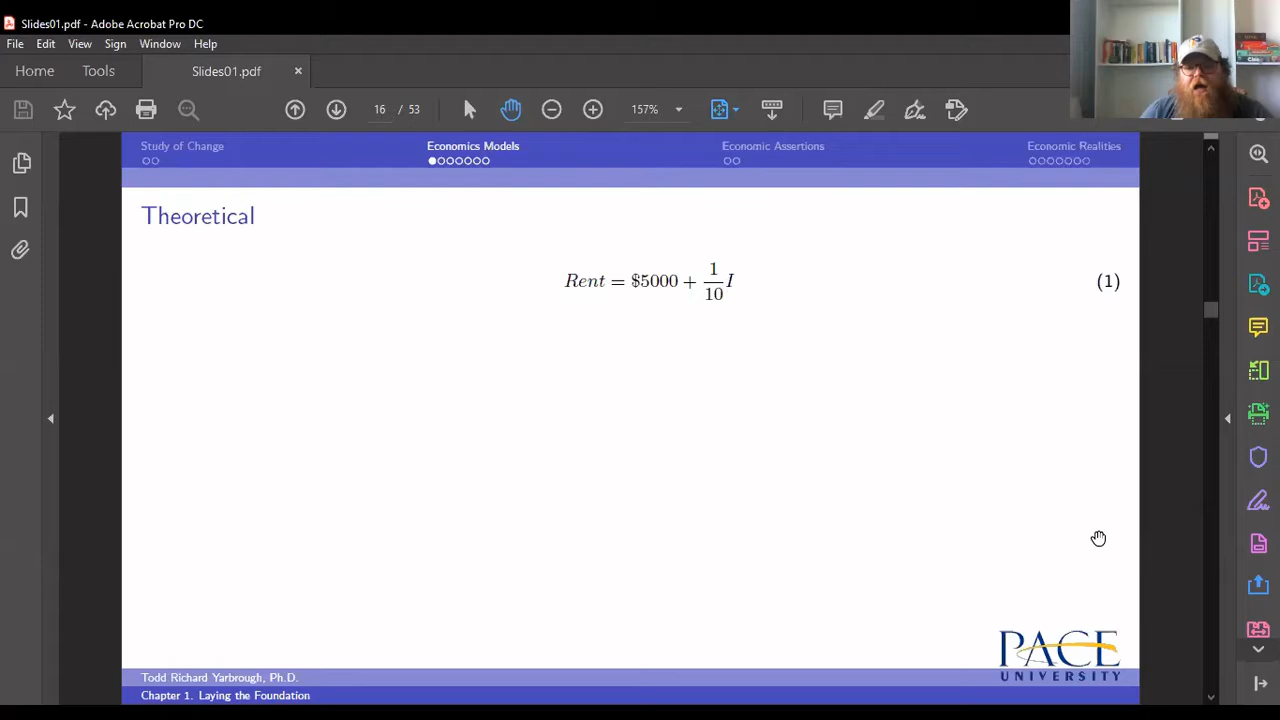 Slides01.pdf - Adobe Acrobat Pro DC
File Edit View Sign Window Help
Home Tools Slides01.pdf ×
16 / 53 157%
Study of Change Economics Models Economic Assertions Economic Realities
Theoretical
Rent = $5000 + 1/10 I (1)
PACE
UNIVERSITY
Todd Richard Yarbrough, Ph.D.
Chapter 1. Laying the Foundation